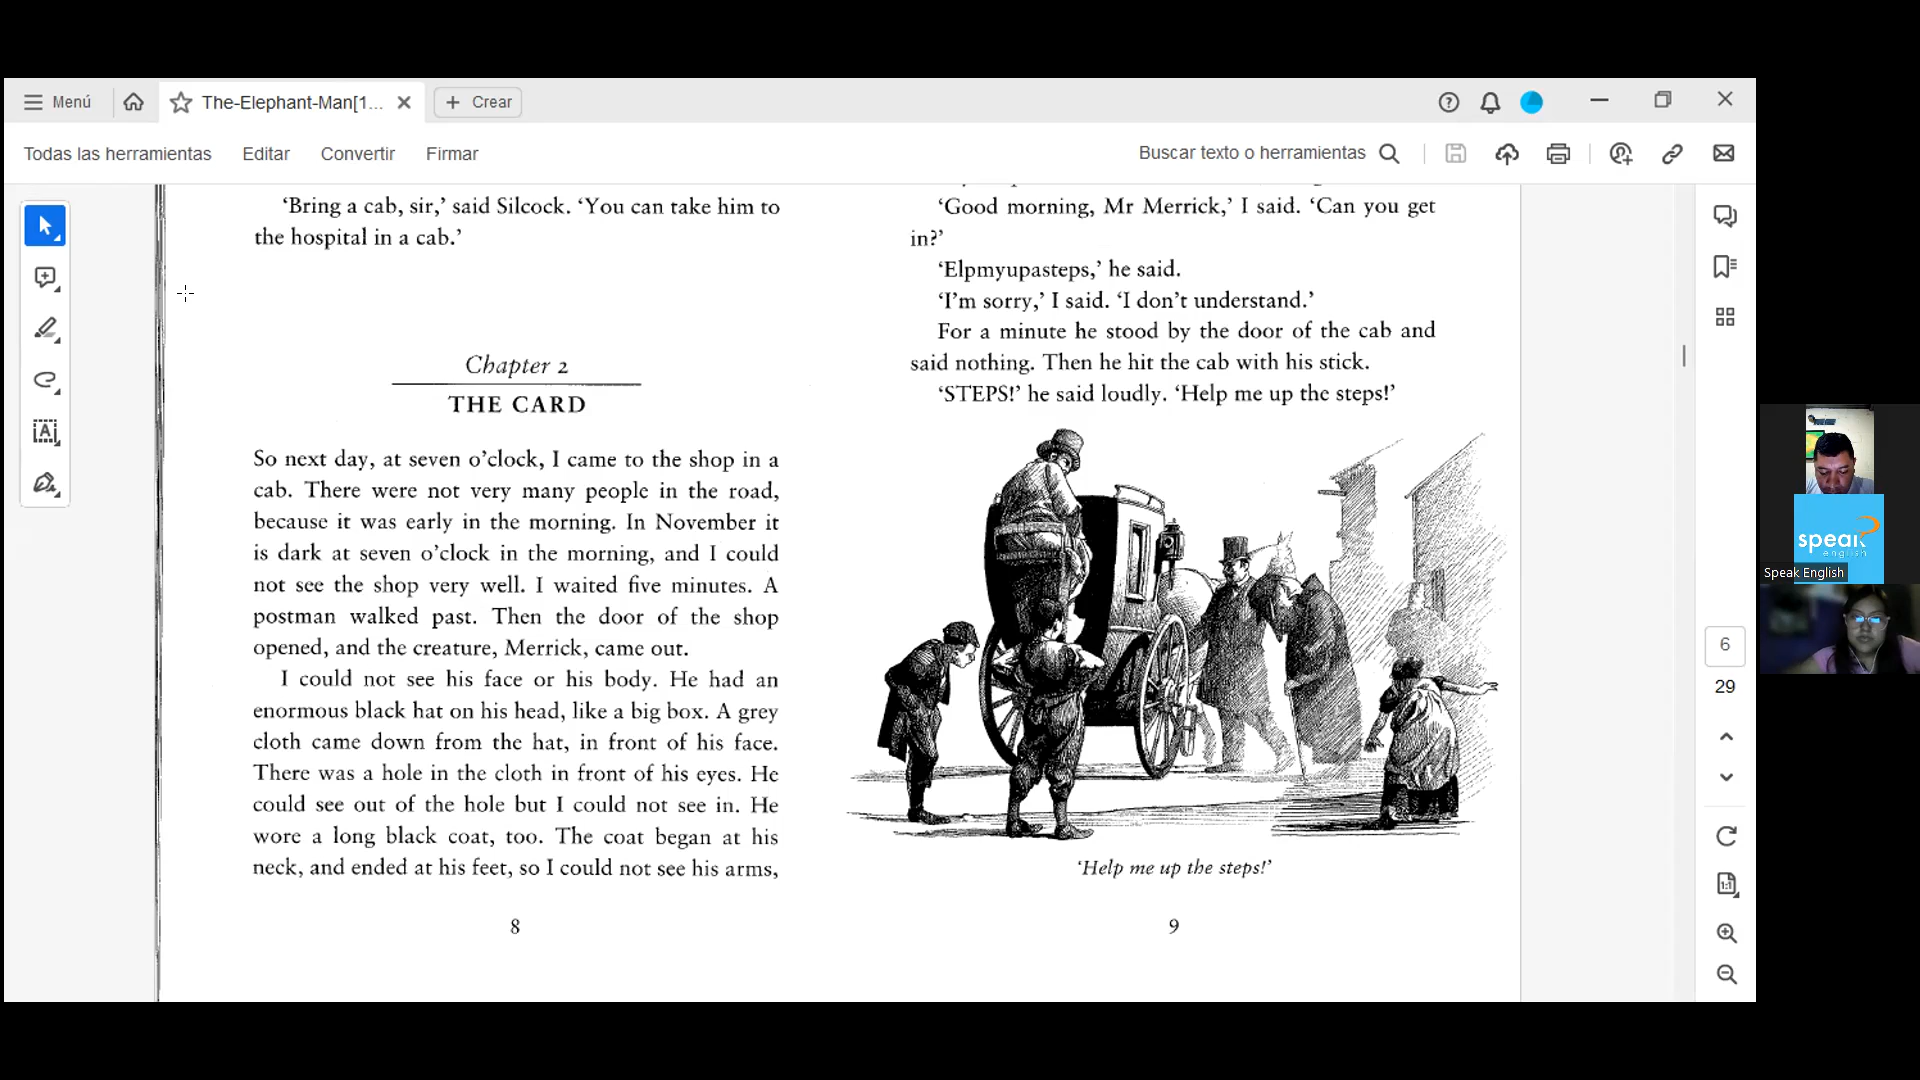 Menú
The-Elephant-Man[1...
Crear
Todas las herramientas
Editar
Convertir
Firmar
Buscar texto o herramientas
‘Bring a cab, sir,’ said Silcock. ‘You can take him to
the hospital in a cab.’
Chapter 2
THE CARD
So next day, at seven o’clock, I came to the shop in a
cab. There were not very many people in the road,
because it was early in the morning. In November it
is dark at seven o’clock in the morning, and I could
not see the shop very well. I waited five minutes. A
postman walked past. Then the door of the shop
opened, and the creature, Merrick, came out.
I could not see his face or his body. He had an
enormous black hat on his head, like a big box. A grey
cloth came down from the hat, in front of his face.
There was a hole in the cloth in front of his eyes. He
could see out of the hole but I could not see in. He
wore a long black coat, too. The coat began at his
neck, and ended at his feet, so I could not see his arms,
8
‘Good morning, Mr Merrick,’ I said. ‘Can you get
in?’
‘Elpmyupasteps,’ he said.
‘I’m sorry,’ I said. ‘I don’t understand.’
For a minute he stood by the door of the cab and
said nothing. Then he hit the cab with his stick.
‘STEPS!’ he said loudly. ‘Help me up the steps!’
‘Help me up the steps!’
9
6
29
speak
english
Speak English